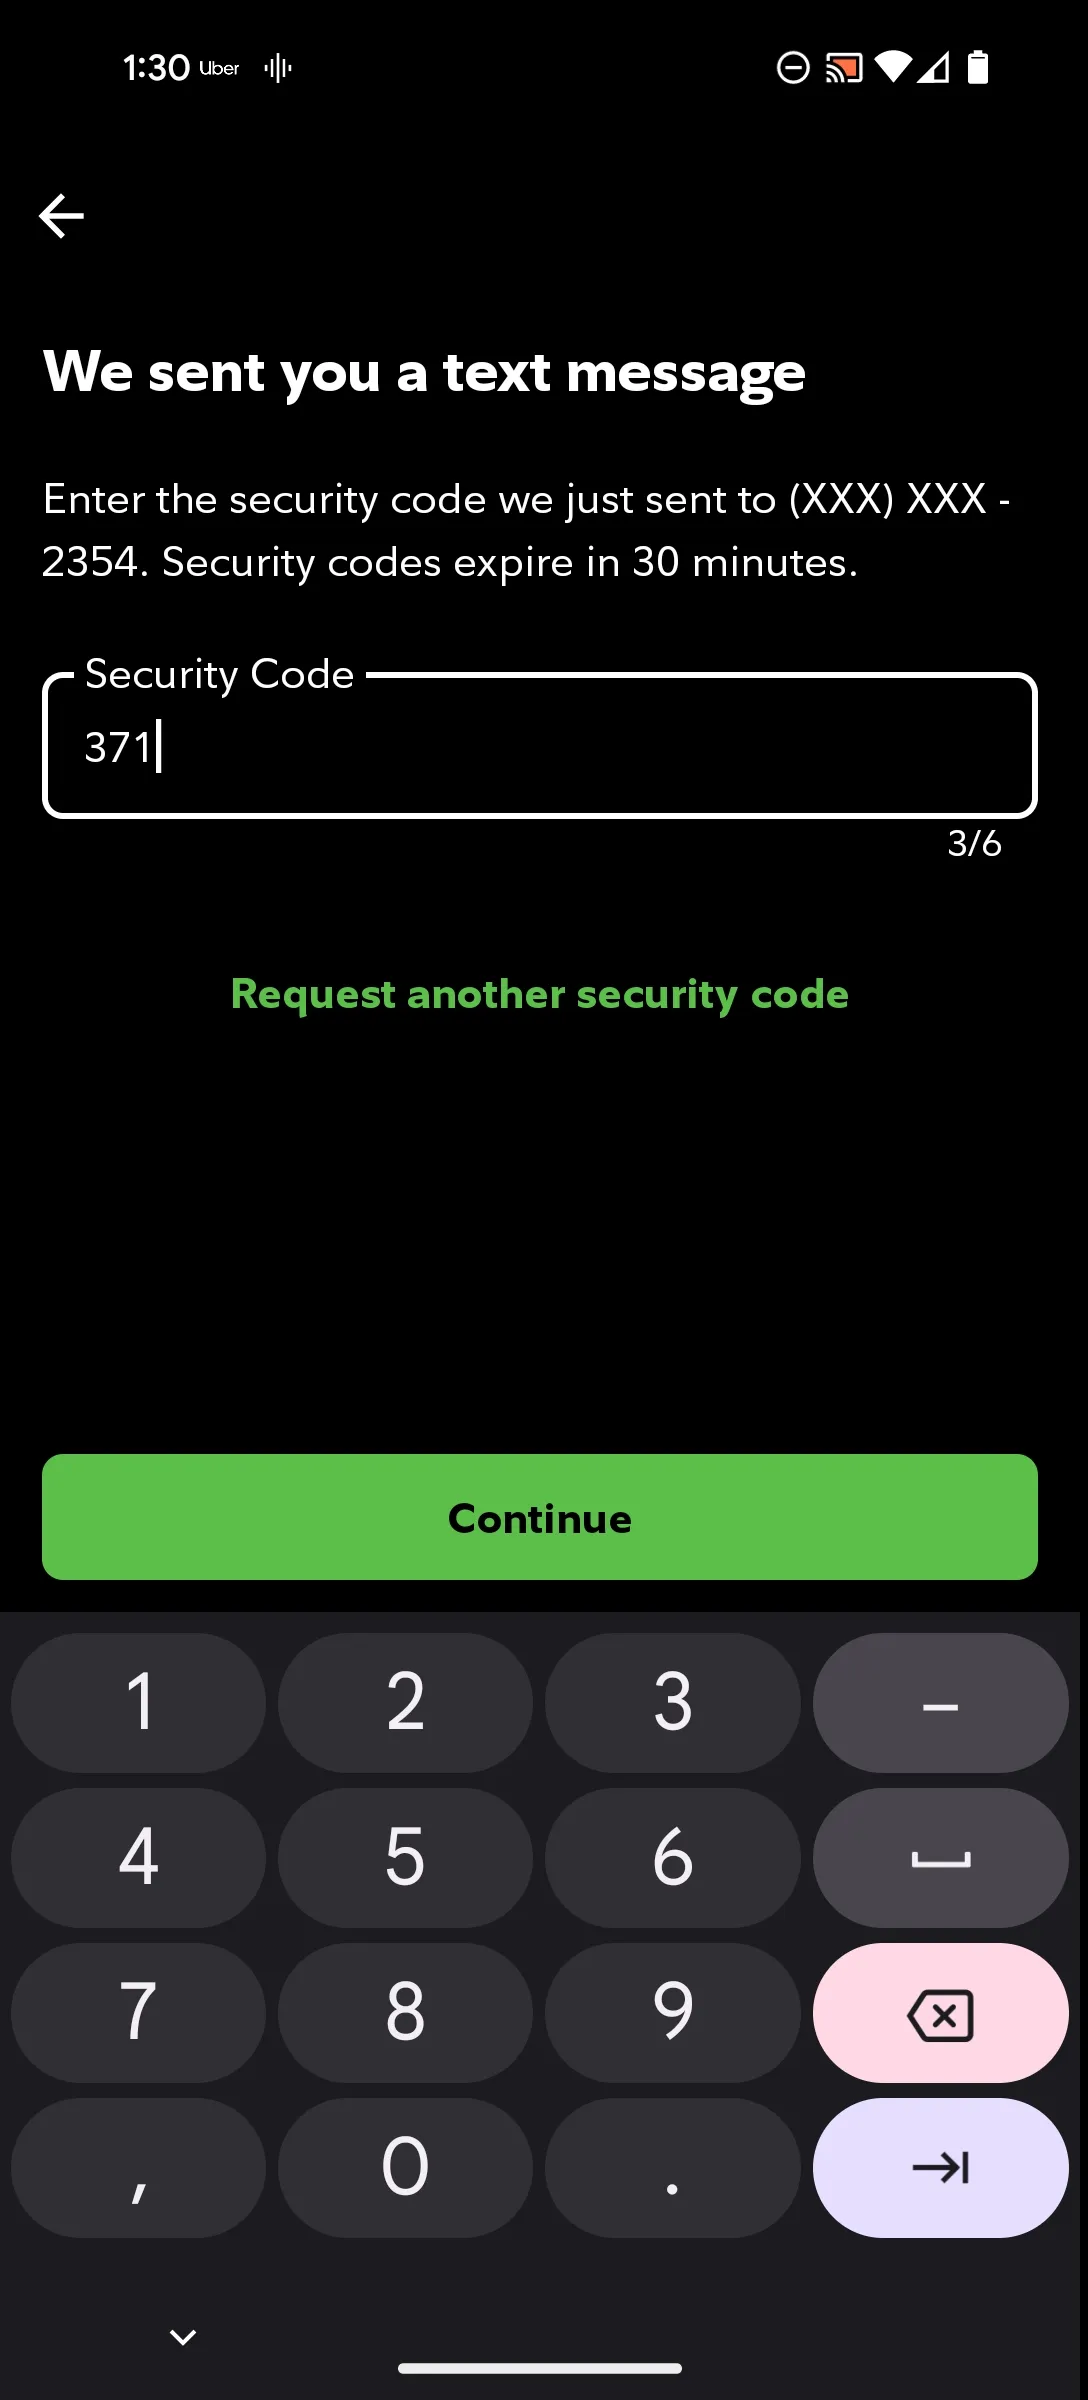 1:30 Uber
We sent you a text message
Enter the security code we just sent to (XXX) XXX -
2354. Security codes expire in 30 minutes.
Security Code
371
3/6
Request another security code
Continue
1 2 3 –
4 5 6
7 8 9
, 0 .